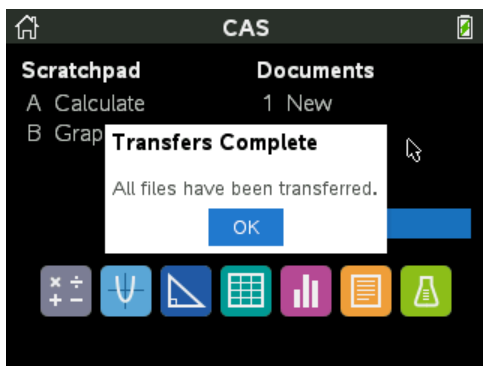 CAS
Scratchpad
A Calculate
B Grap
Documents
1 New
Transfers Complete
All files have been transferred.
OK